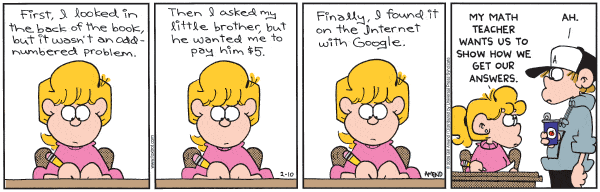 First, I looked in
the back of the book,
but it wasn't an odd-
numbered problem.
Then I asked my
little brother, but
he wanted me to
pay him $5.
2-10
Finally, I found it
on the Internet
with Google.
AMEND
MY MATH
TEACHER
WANTS US TO
SHOW HOW WE
GET OUR
ANSWERS.
AH.
A